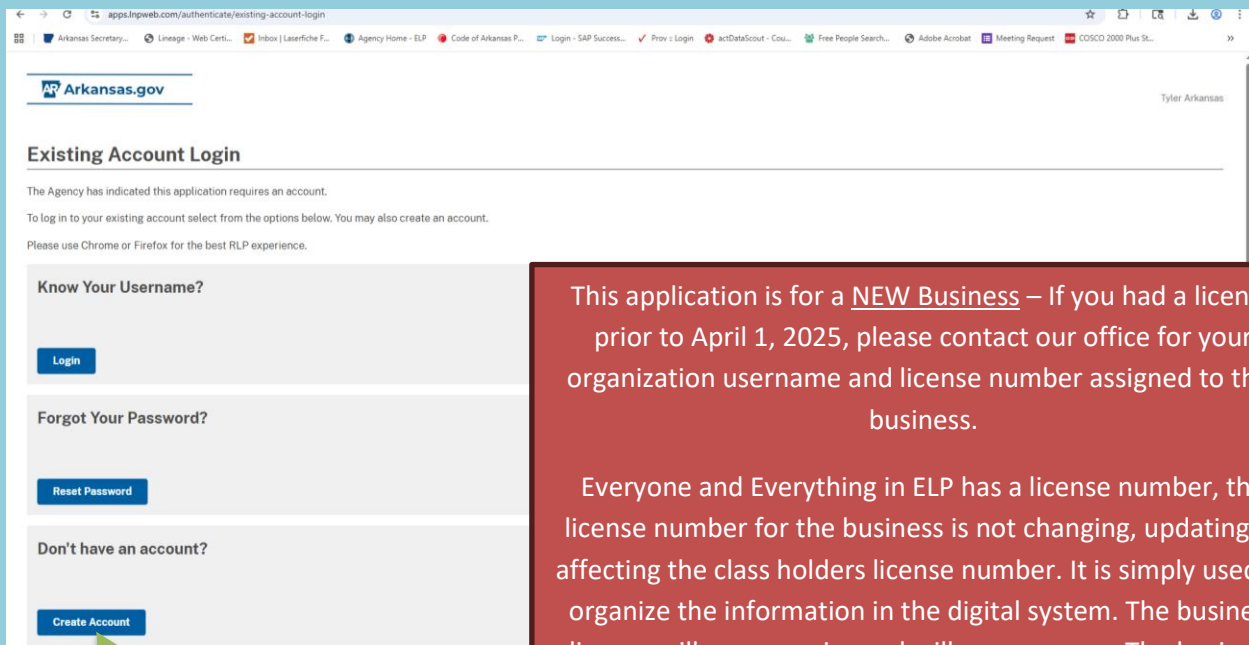 apps.lnpweb.com/authenticate/existing-account-login
Arkansas Secretary... Lineage - Web Certi... Inbox | Laserfiche F... Agency Home - ELP Code of Arkansas P... Login - SAP Success... Prov :: Login actDataScout - Cou... Free People Search... Adobe Acrobat Meeting Request COSCO 2000 Plus St... »
AR Arkansas.gov
Tyler Arkansas
Existing Account Login
The Agency has indicated this application requires an account.
To log in to your existing account select from the options below. You may also create an account.
Please use Chrome or Firefox for the best RLP experience.
Know Your Username?
Login
Forgot Your Password?
Reset Password
Don't have an account?
Create Account
This application is for a NEW Business – If you had a licen
prior to April 1, 2025, please contact our office for your
organization username and license number assigned to th
business.
Everyone and Everything in ELP has a license number, th
license number for the business is not changing, updating
affecting the class holders license number. It is simply used
organize the information in the digital system. The busine